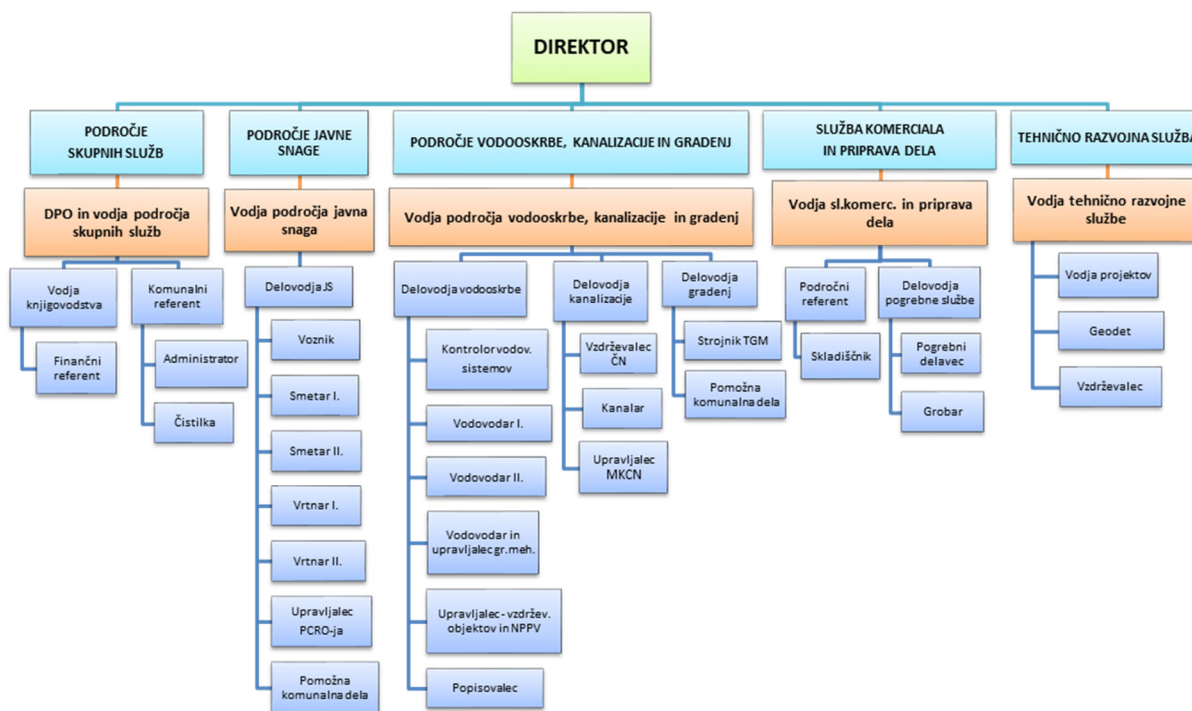 DIREKTOR
PODROČJE
SKUPNIH SLUŽB
PODROČJE JAVNE
SNAGE
PODROČJE VODOOSKRBE, KANALIZACIJE IN GRADENJ
SLUŽBA KOMERCIALA
IN PRIPRAVA DELA
TEHNIČNO RAZVOJNA SLUŽBA
DPO in vodja področja
skupnih služb
Vodja področja javna
snaga
Vodja področja vodooskrbe, kanalizacije in gradenj
Vodja sl.komerc. in priprava
dela
Vodja tehnično razvojne
službe
Vodja
knjigovodstva
Finančni
referent
Komunalni
referent
Administrator
Čistilka
Delovodja JS
Voznik
Smetar I.
Smetar II.
Vrtnar I.
Vrtnar II.
Upravljalec
PCRO-ja
Pomožna
komunalna dela
Delovodja vodooskrbe
Kontrolor vodov.
sistemov
Vodovodar I.
Vodovodar II.
Vodovodar in
upravljalec gr.meh.
Upravljalec - vzdržev.
objektov in NPPV
Popisovalec
Delovodja
kanalizacije
Vzdrževalec
ČN
Kanalar
Upravljalec
MKCN
Delovodja
gradenj
Strojnik TGM
Pomožna
komunalna dela
Področni
referent
Skladiščnik
Delovodja
pogrebne službe
Pogrebni
delavec
Grobar
Vodja projektov
Geodet
Vzdrževalec